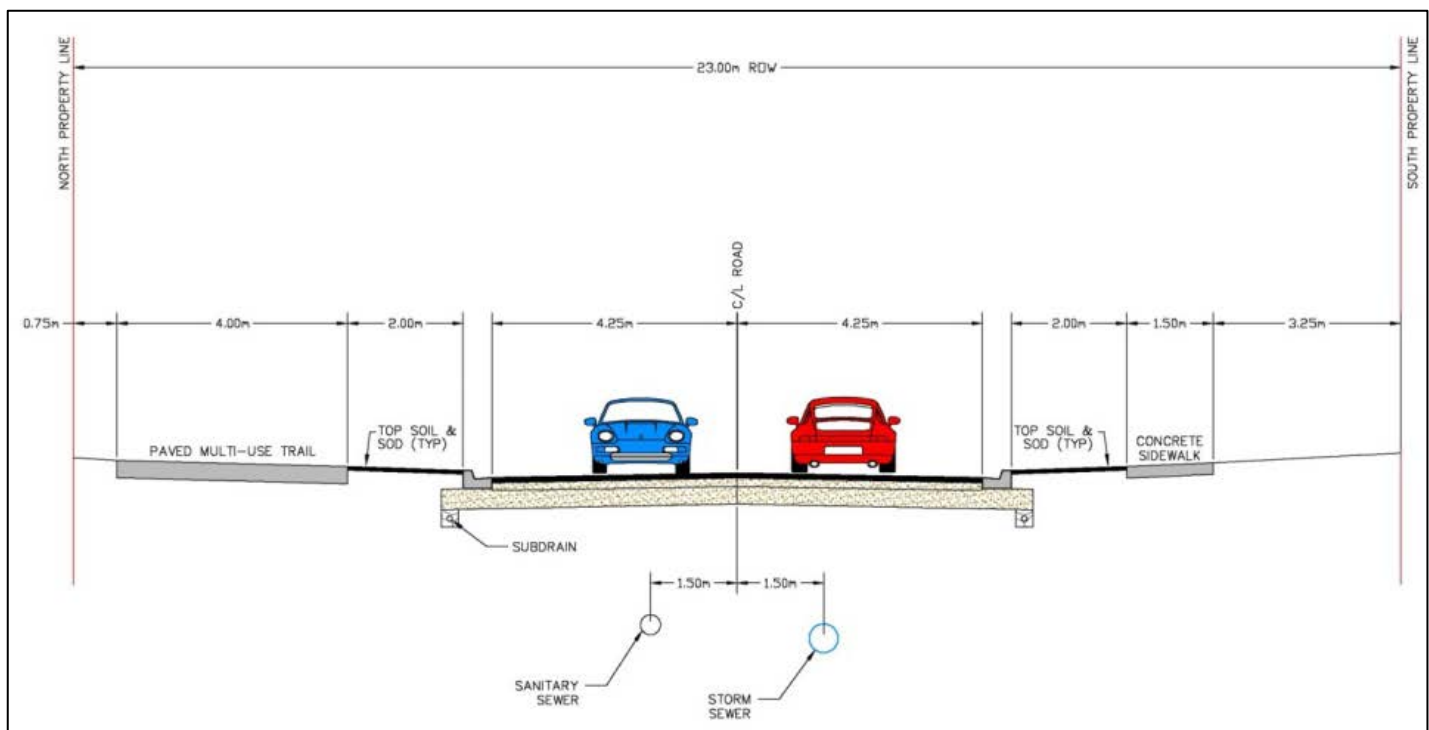 NORTH PROPERTY LINE
SOUTH PROPERTY LINE
23.00m ROW
C/L ROAD
0.75m
4.00m
2.00m
4.25m
4.25m
2.00m
1.50m
3.25m
PAVED MULTI-USE TRAIL
TOP SOIL &
SOD (TYP)
TOP SOIL &
SOD (TYP)
CONCRETE
SIDEWALK
SUBDRAIN
1.50m
1.50m
SANITARY
SEWER
STORM
SEWER